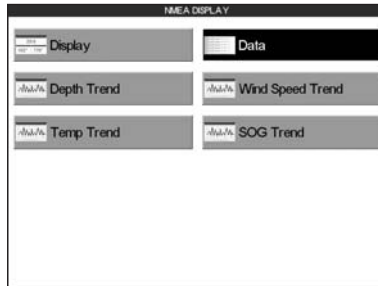 NMEA DISPLAY
Display
Data
Depth Trend
Wind Speed Trend
Temp Trend
SOG Trend